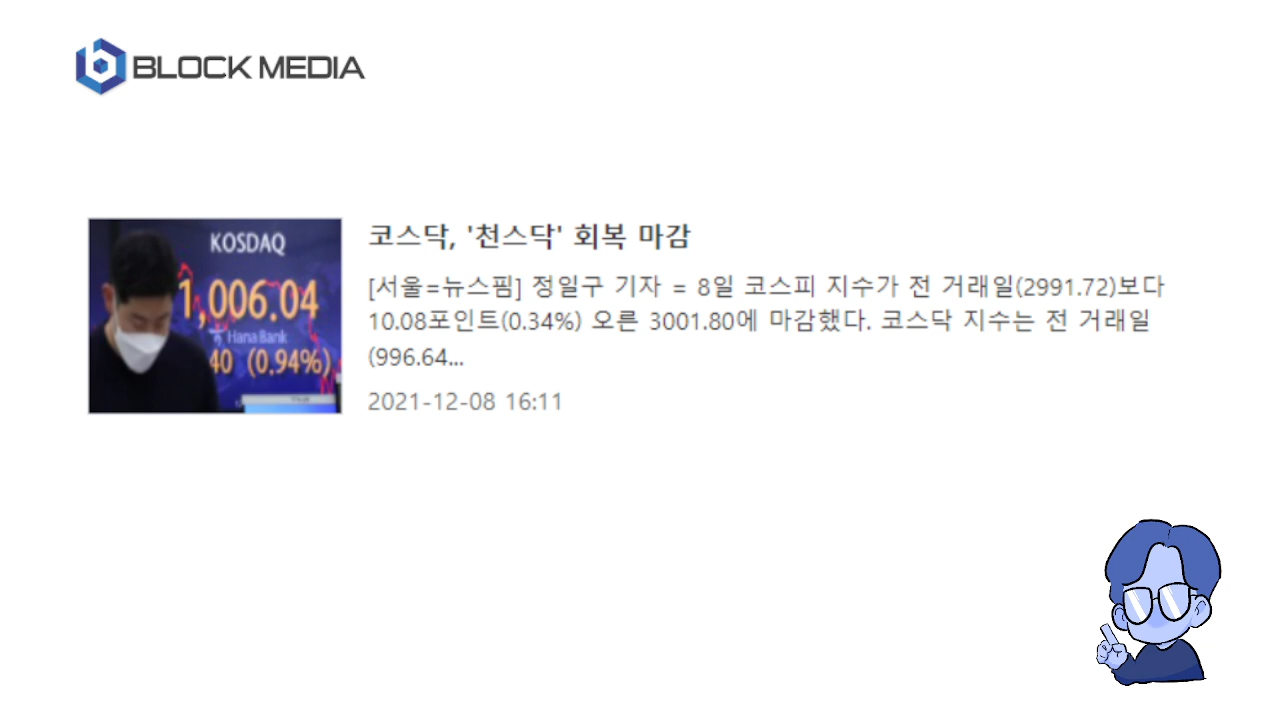 BLOCK MEDIA
KOSDAQ
1,006.04
Hana Bank
40 (0.94%)
코스닥, '천스닥' 회복 마감
[서울=뉴스핌] 정일구 기자 = 8일 코스피 지수가 전 거래일(2991.72)보다
10.08포인트(0.34%) 오른 3001.80에 마감했다. 코스닥 지수는 전 거래일
(996.64...
2021-12-08 16:11